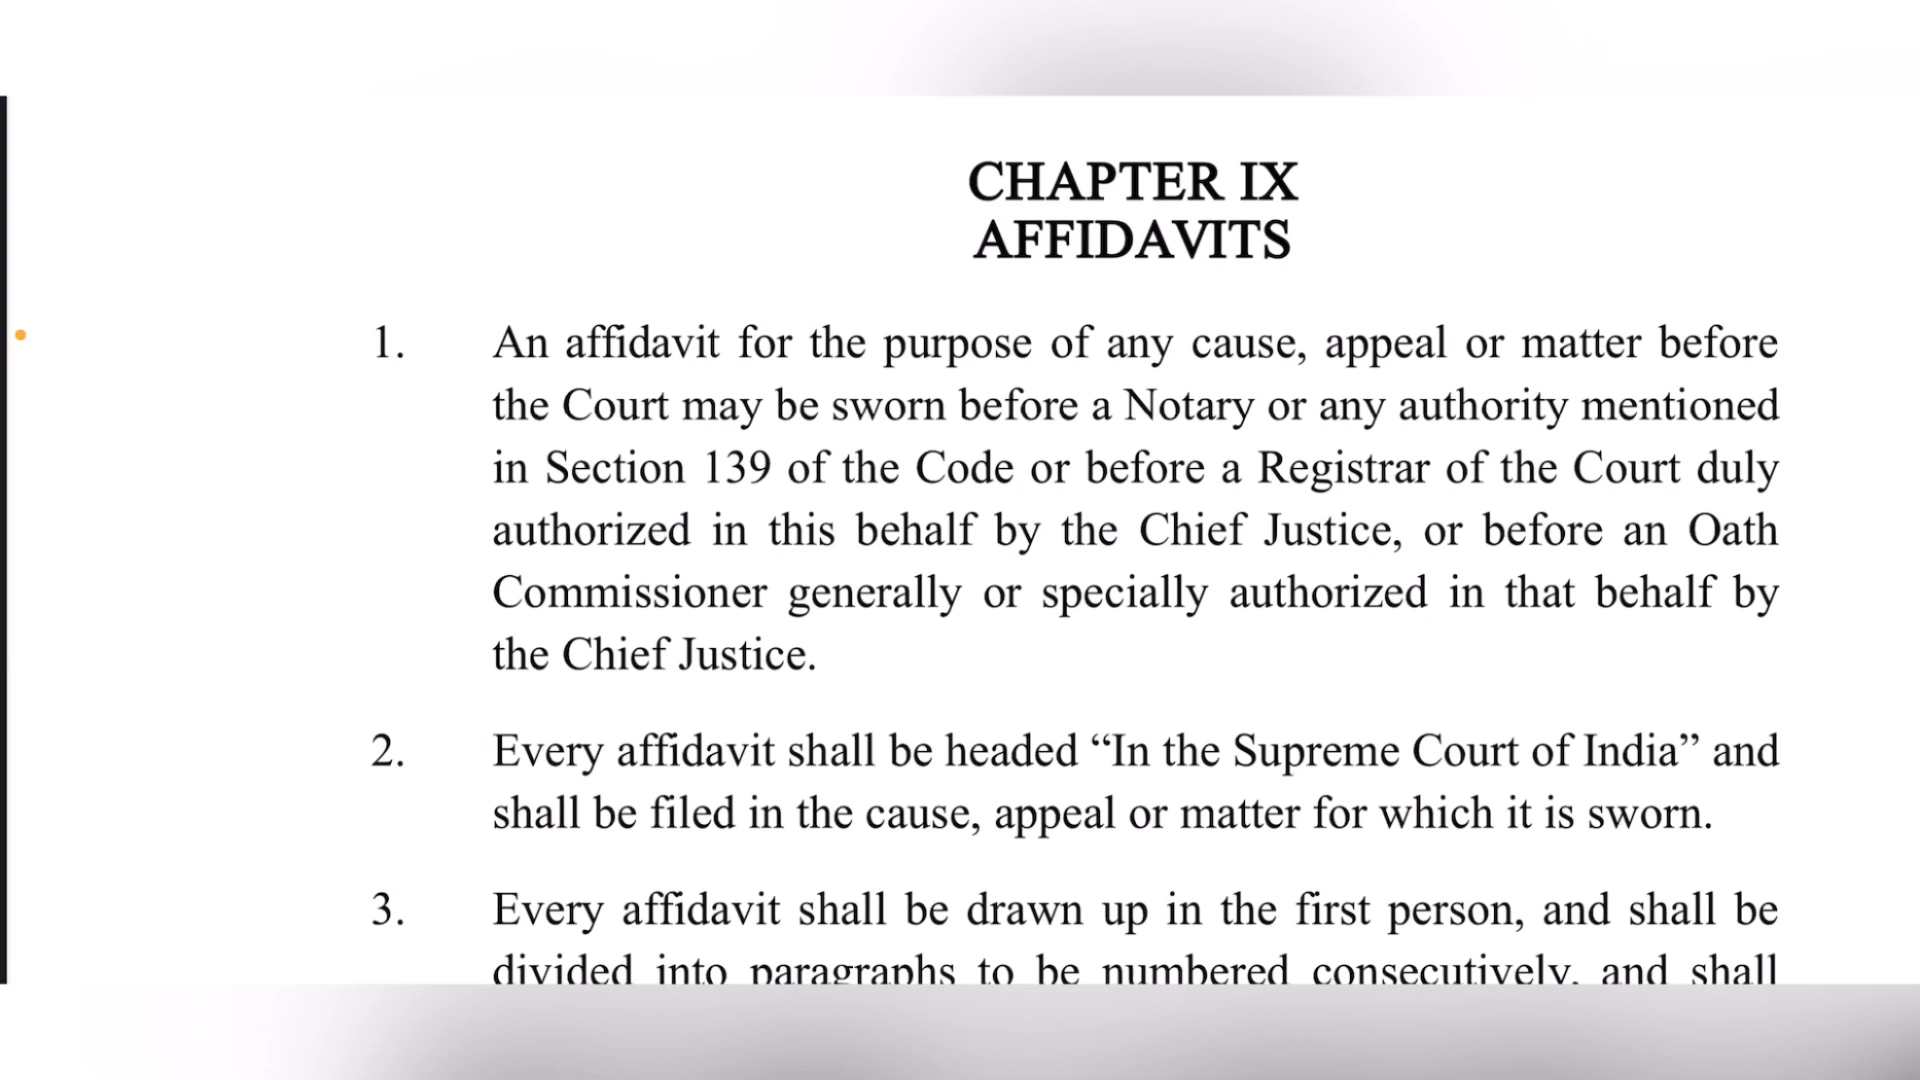 CHAPTER IX
AFFIDAVITS
1. An affidavit for the purpose of any cause, appeal or matter before
the Court may be sworn before a Notary or any authority mentioned
in Section 139 of the Code or before a Registrar of the Court duly
authorized in this behalf by the Chief Justice, or before an Oath
Commissioner generally or specially authorized in that behalf by
the Chief Justice.
2. Every affidavit shall be headed “In the Supreme Court of India” and
shall be filed in the cause, appeal or matter for which it is sworn.
3. Every affidavit shall be drawn up in the first person, and shall be
divided into paragraphs to be numbered consecutively, and shall